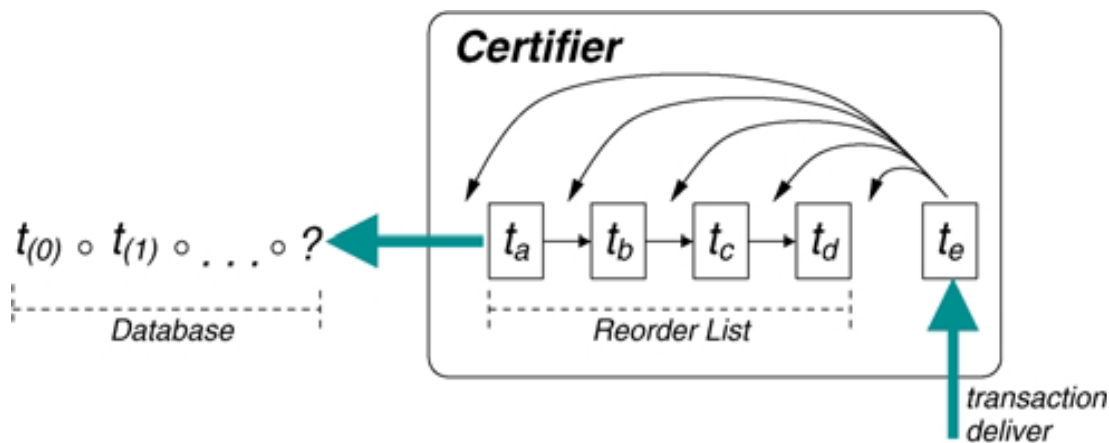 Certifier
t(0) ∘ t(1) ∘ . . . ∘ ?
ta tb tc td te
Database
Reorder List
transaction
deliver